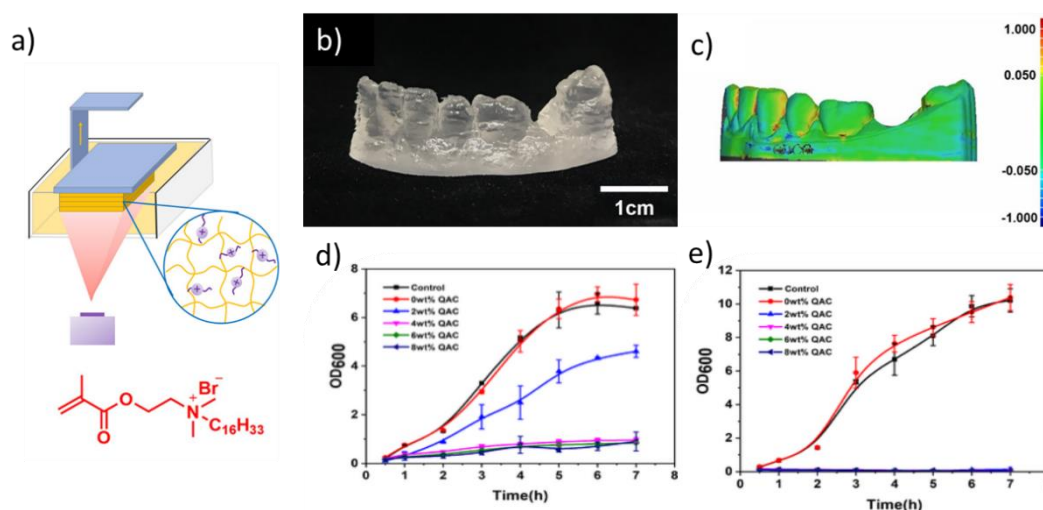 a)
Br−
O
N
+
C16H33
O
b)
1cm
c)
1.000
0.050
-0.050
-1.000
d)
Control
0wt% QAC
2wt% QAC
4wt% QAC
6wt% QAC
8wt% QAC
OD600
8
6
4
2
0
0 1 2 3 4 5 6 7 8
Time(h)
e)
Control
0wt% QAC
2wt% QAC
4wt% QAC
6wt% QAC
8wt% QAC
OD600
12
10
8
6
4
2
0
0 1 2 3 4 5 6 7 8
Time(h)